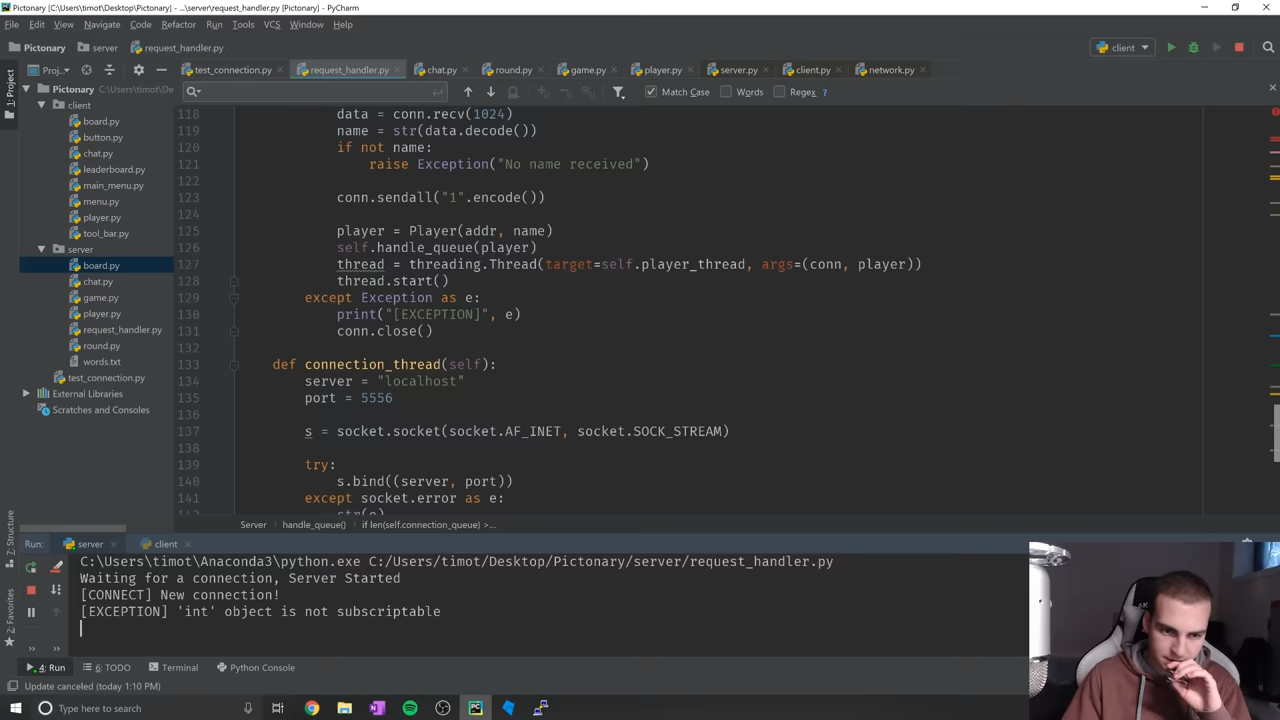 Pictionary [C:\Users\timot\Desktop\Pictonary] - ...\server\request_handler.py [Pictonary] - PyCharm
File Edit View Navigate Code Refactor Run Tools VCS Window Help
Pictonary server request_handler.py client
1: Project
Proj... test_connection.py request_handler.py chat.py round.py game.py player.py server.py client.py network.py
Match Case Words Regex ?
Pictonary C:\Users\timot\D
client
board.py
button.py
chat.py
leaderboard.py
main_menu.py
menu.py
player.py
tool_bar.py
server
board.py
chat.py
game.py
player.py
request_handler.py
round.py
words.txt
test_connection.py
External Libraries
Scratches and Consoles
118 data = conn.recv(1024)
119 name = str(data.decode())
120 if not name:
121 raise Exception("No name received")
122
123 conn.sendall("1".encode())
124
125 player = Player(addr, name)
126 self.handle_queue(player)
127 thread = threading.Thread(target=self.player_thread, args=(conn, player))
128 thread.start()
129 except Exception as e:
130 print("[EXCEPTION]", e)
131 conn.close()
132
133 def connection_thread(self):
134 server = "localhost"
135 port = 5556
136
137 s = socket.socket(socket.AF_INET, socket.SOCK_STREAM)
138
139 try:
140 s.bind((server, port))
141 except socket.error as e:
142 str(e)
Server handle_queue() if len(self.connection_queue) >...
Z: Structure
2: Favorites
Run: server client
C:\Users\timot\Anaconda3\python.exe C:/Users/timot/Desktop/Pictonary/server/request_handler.py
Waiting for a connection, Server Started
[CONNECT] New connection!
[EXCEPTION] 'int' object is not subscriptable
4: Run 6: TODO Terminal Python Console
Update canceled (today 1:10 PM)
Type here to search